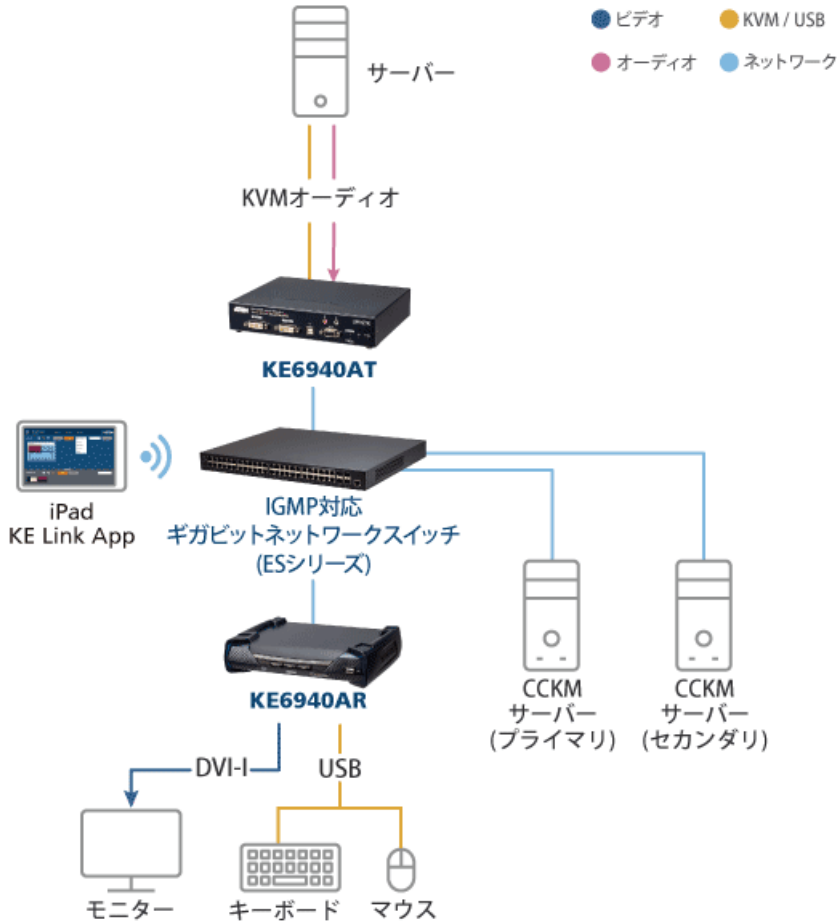 ビデオ
KVM / USB
オーディオ
ネットワーク
サーバー
KVMオーディオ
KE6940AT
iPad
KE Link App
IGMP対応
ギガビットネットワークスイッチ
(ESシリーズ)
KE6940AR
CCKM
サーバー
(プライマリ)
CCKM
サーバー
(セカンダリ)
DVI-I
USB
モニター
キーボード
マウス